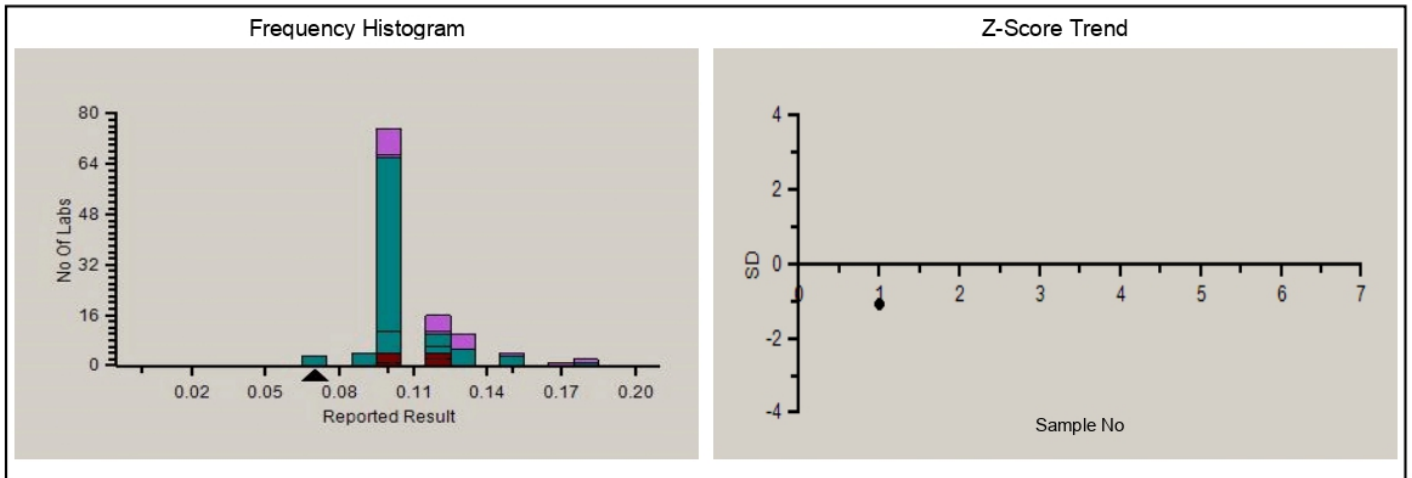 Frequency Histogram
80
64
48
32
16
0
No Of Labs
0.02 0.05 0.08 0.11 0.14 0.17 0.20
Reported Result
Z-Score Trend
4
2
0
-2
-4
SD
0 1 2 3 4 5 6 7
Sample No